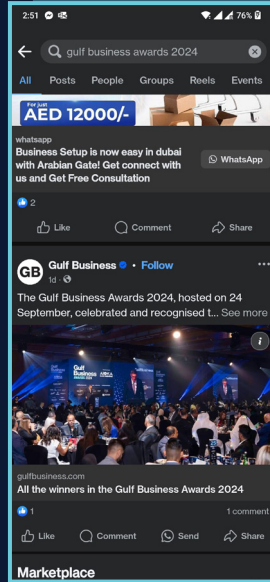 2:51
76%
gulf business awards 2024
All Posts People Groups Reels Events
For just
AED 12000/-
whatsapp
Business Setup is now easy in dubai
with Arabian Gate! Get connect with
us and Get Free Consultation
WhatsApp
2
Like Comment Share
GB
Gulf Business • Follow
1d
The Gulf Business Awards 2024, hosted on 24
September, celebrated and recognised t... See more
Gulf
Business
gulfbusiness.com
All the winners in the Gulf Business Awards 2024
1
1 comment
Like Comment Send Share
Marketplace